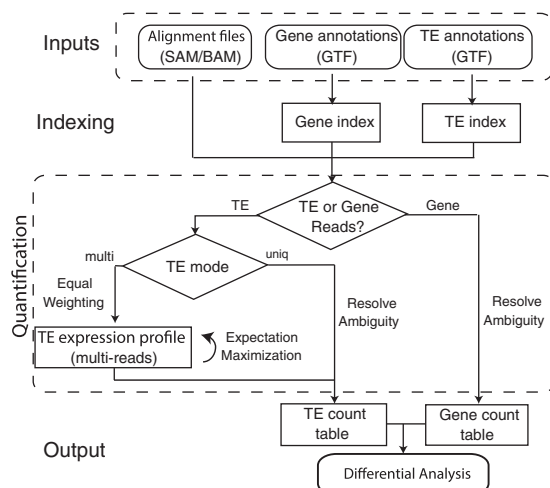 Inputs
Alignment files
(SAM/BAM)
Gene annotations
(GTF)
TE annotations
(GTF)
Indexing
Gene index
TE index
Quantification
TE or Gene
Reads?
TE
Gene
TE mode
multi
uniq
Equal
Weighting
Resolve
Ambiguity
Resolve
Ambiguity
TE expression profile
(multi-reads)
Expectation
Maximization
Output
TE count
table
Gene count
table
Differential Analysis